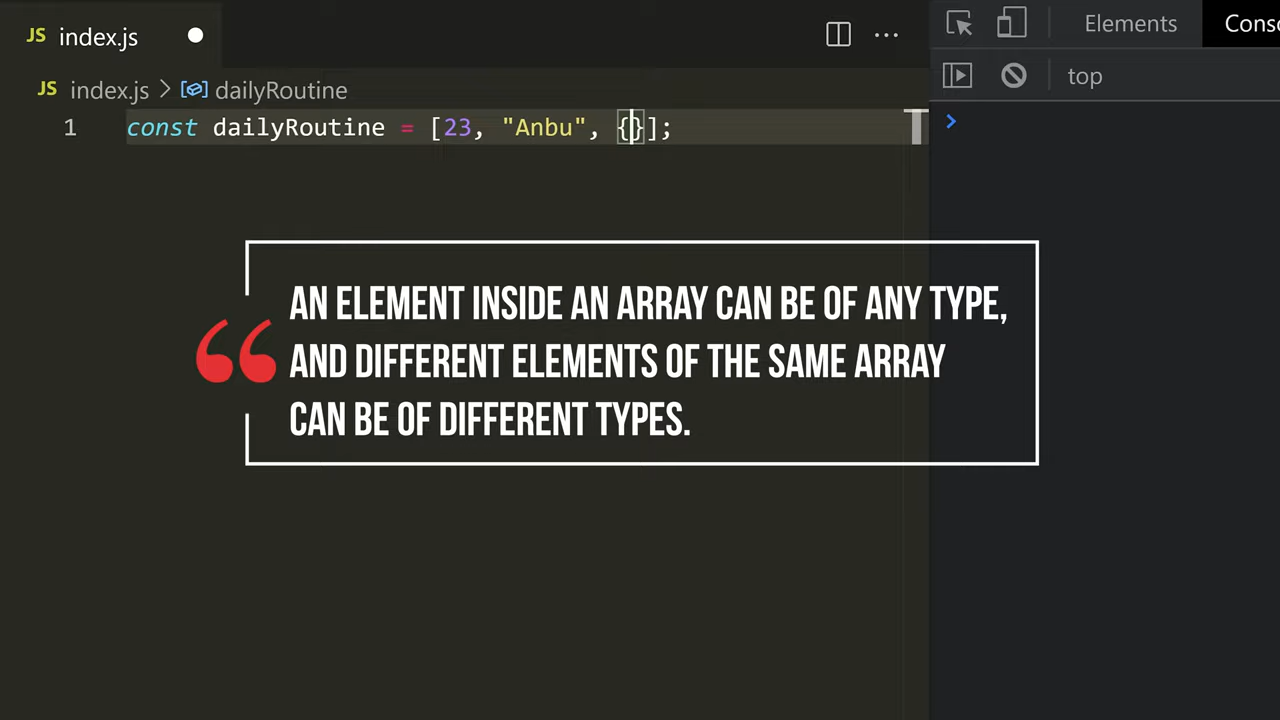 JS index.js
Elements
Conso
JS index.js > dailyRoutine
top
1 const dailyRoutine = [23, "Anbu", {}];
“ AN ELEMENT INSIDE AN ARRAY CAN BE OF ANY TYPE,
AND DIFFERENT ELEMENTS OF THE SAME ARRAY
CAN BE OF DIFFERENT TYPES.